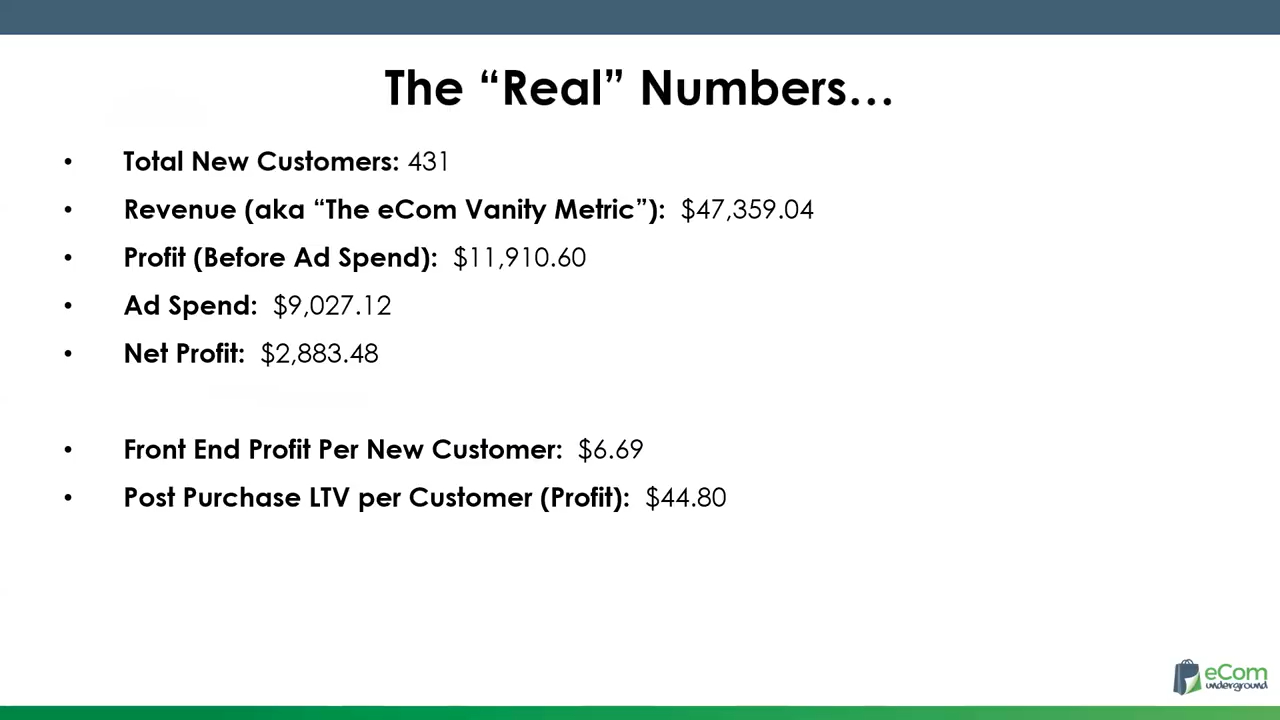 The “Real” Numbers…
• Total New Customers: 431
• Revenue (aka “The eCom Vanity Metric”): $47,359.04
• Profit (Before Ad Spend): $11,910.60
• Ad Spend: $9,027.12
• Net Profit: $2,883.48
• Front End Profit Per New Customer: $6.69
• Post Purchase LTV per Customer (Profit): $44.80
eCom
underground